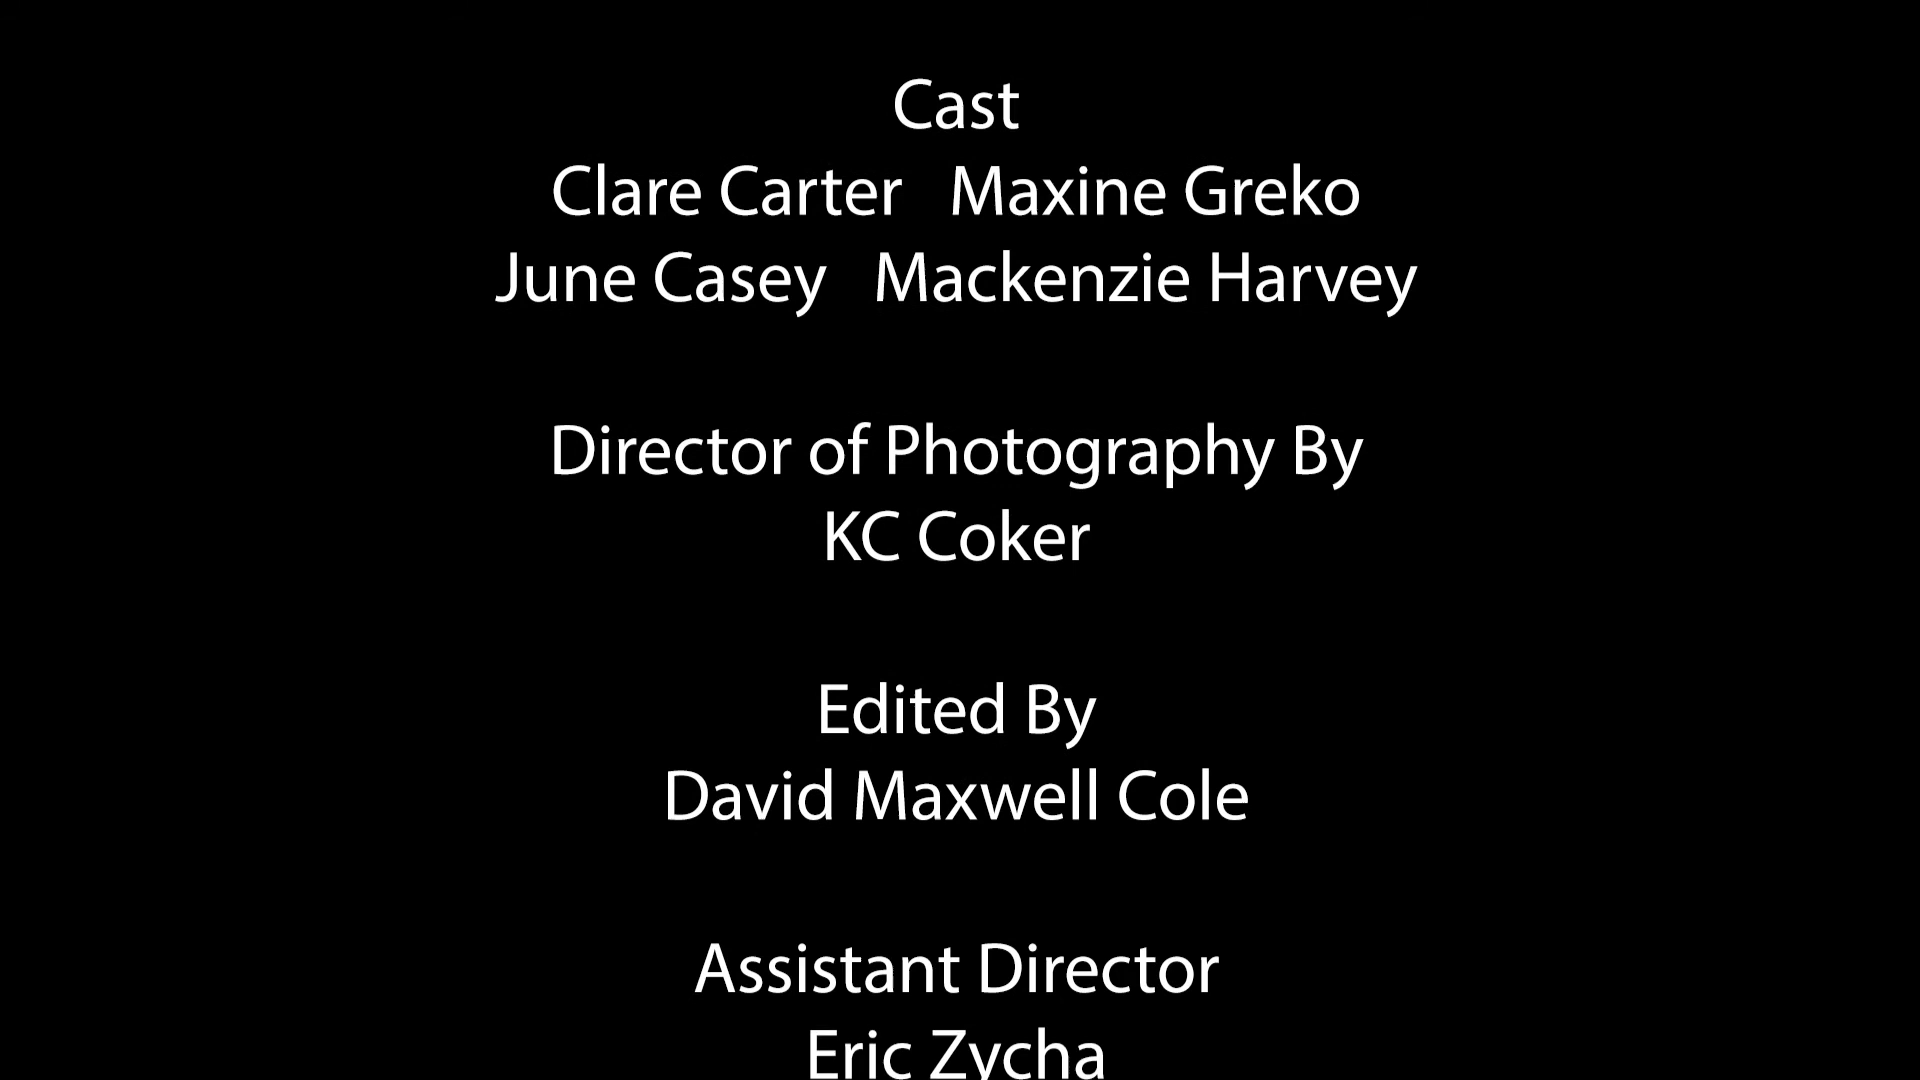 Cast
Clare Carter   Maxine Greko
June Casey   Mackenzie Harvey
Director of Photography By
KC Coker
Edited By
David Maxwell Cole
Assistant Director
Eric Zycha